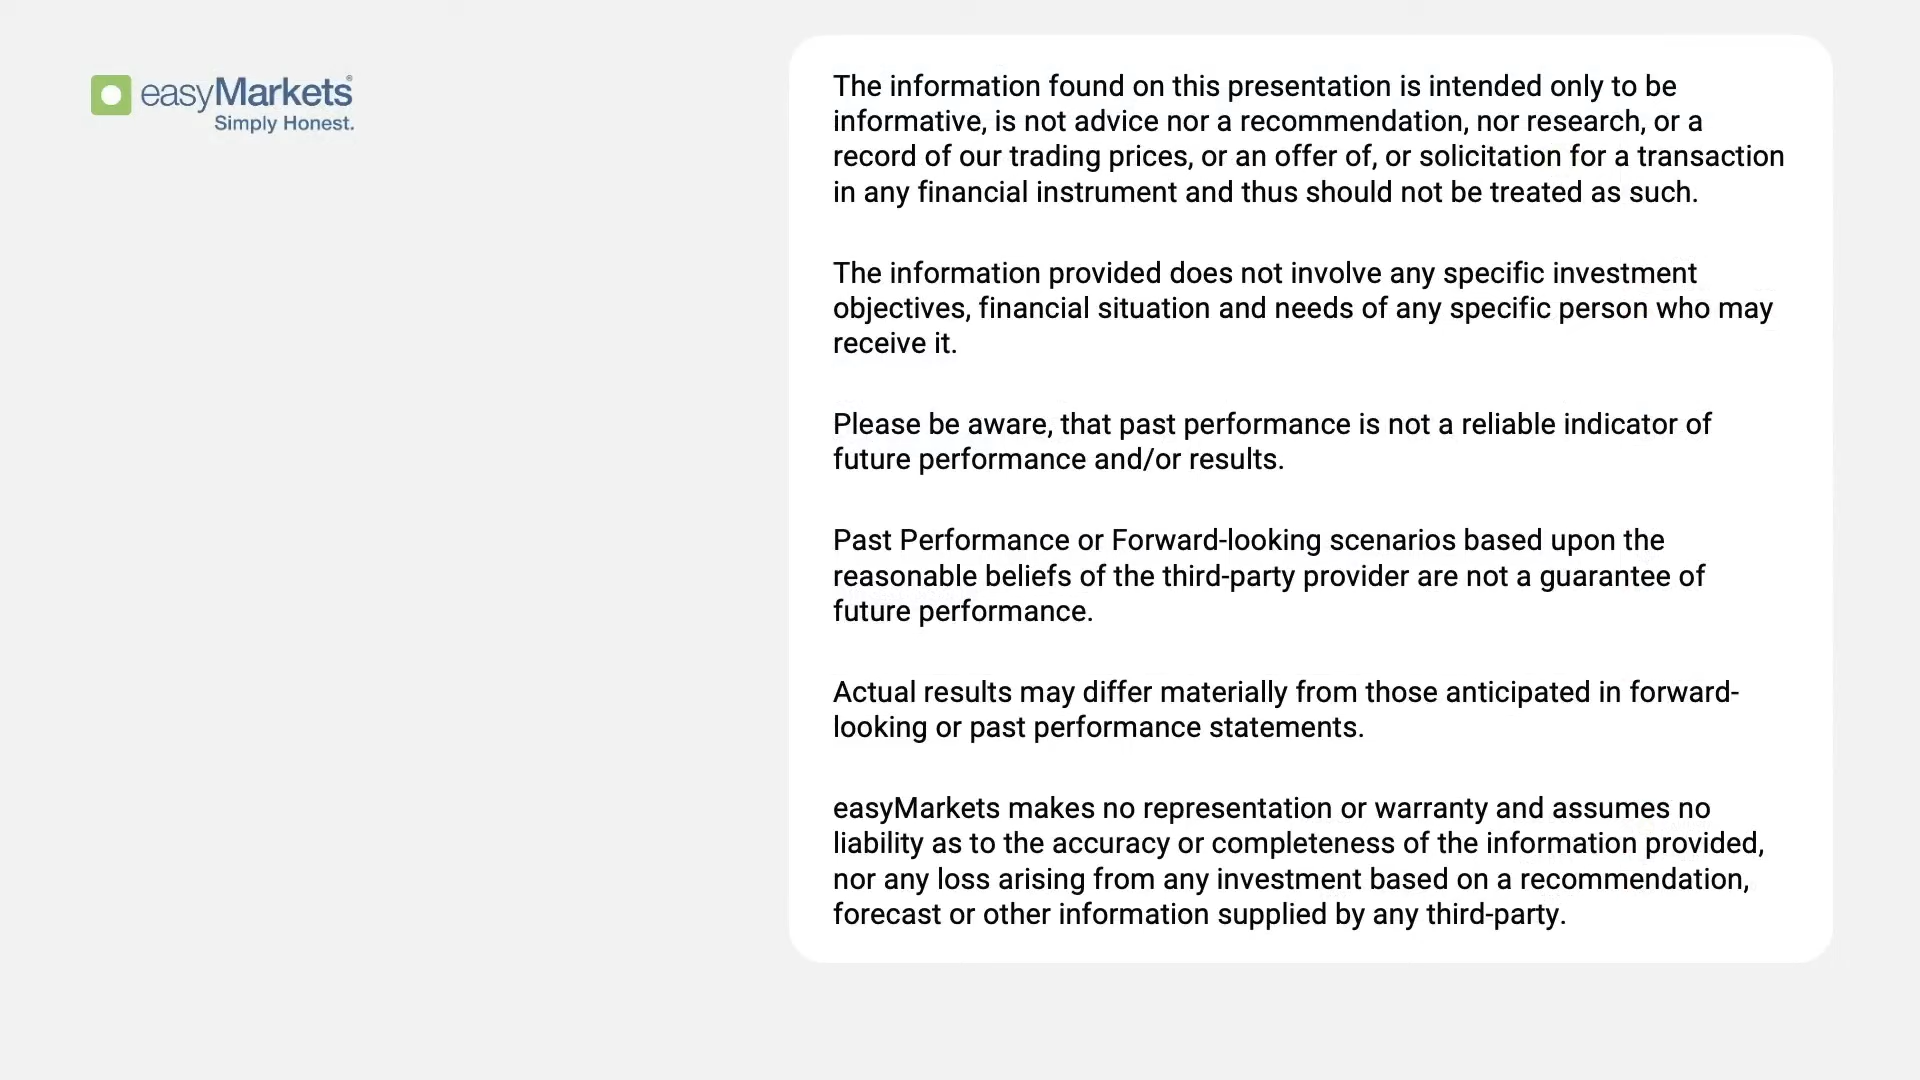 easyMarkets®
Simply Honest.
The information found on this presentation is intended only to be
informative, is not advice nor a recommendation, nor research, or a
record of our trading prices, or an offer of, or solicitation for a transaction
in any financial instrument and thus should not be treated as such.
The information provided does not involve any specific investment
objectives, financial situation and needs of any specific person who may
receive it.
Please be aware, that past performance is not a reliable indicator of
future performance and/or results.
Past Performance or Forward-looking scenarios based upon the
reasonable beliefs of the third-party provider are not a guarantee of
future performance.
Actual results may differ materially from those anticipated in forward-
looking or past performance statements.
easyMarkets makes no representation or warranty and assumes no
liability as to the accuracy or completeness of the information provided,
nor any loss arising from any investment based on a recommendation,
forecast or other information supplied by any third-party.